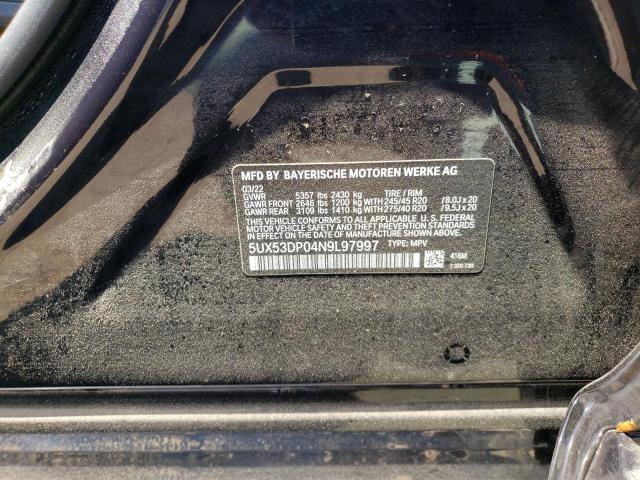 MFD BY BAYERISCHE MOTOREN WERKE AG
03/22
GVWR 5357 lbs 2430 kg TIRE / RIM
GAWR FRONT 2646 lbs 1200 kg WITH 245/45 R20 /8.0J x 20
GAWR REAR 3109 lbs 1410 kg WITH 275/40 R20 /9.5J x 20
THIS VEHICLE CONFORMS TO ALL APPLICABLE U.S. FEDERAL
MOTOR VEHICLE SAFETY AND THEFT PREVENTION
STANDARDS IN EFFECT ON THE DATE OF MANUFACTURE
SHOWN ABOVE.
5UX53DP04N9L97997 TYPE: MPV
416M